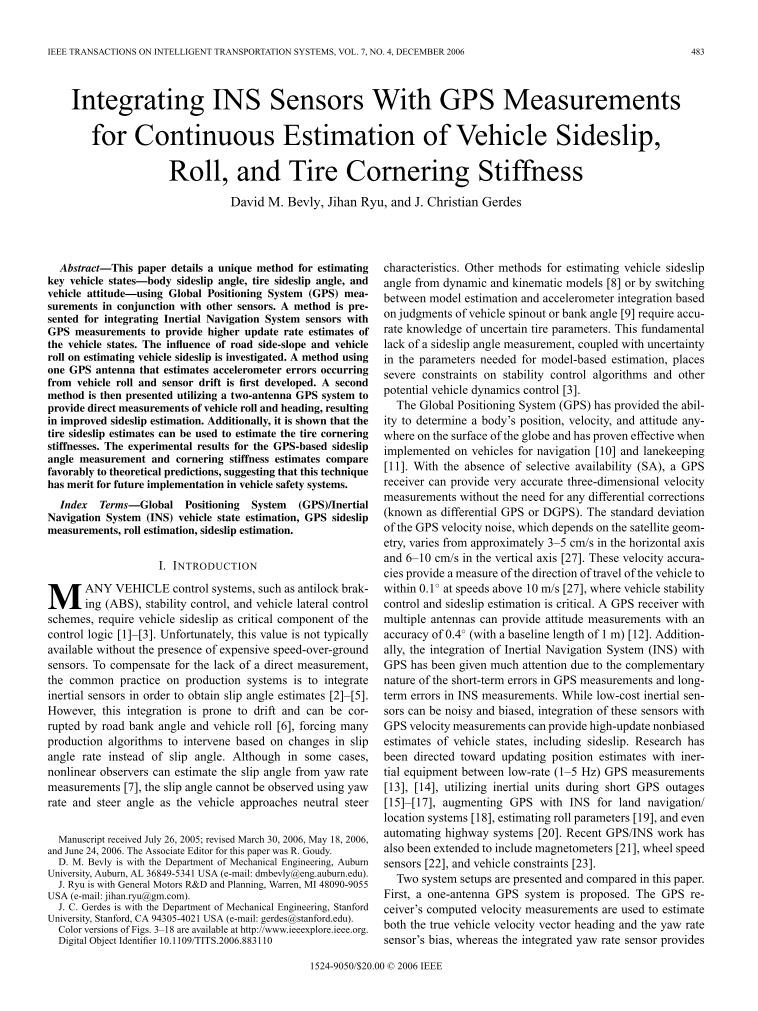 IEEE TRANSACTIONS ON INTELLIGENT TRANSPORTATION SYSTEMS, VOL. 7, NO. 4, DECEMBER 2006 483
Integrating INS Sensors With GPS Measurements
for Continuous Estimation of Vehicle Sideslip,
Roll, and Tire Cornering Stiffness
David M. Bevly, Jihan Ryu, and J. Christian Gerdes
Abstract—This paper details a unique method for estimating
key vehicle states—body sideslip angle, tire sideslip angle, and
vehicle attitude—using Global Positioning System (GPS) mea-
surements in conjunction with other sensors. A method is pre-
sented for integrating Inertial Navigation System sensors with
GPS measurements to provide higher update rate estimates of
the vehicle states. The influence of road side-slope and vehicle
roll on estimating vehicle sideslip is investigated. A method using
one GPS antenna that estimates accelerometer errors occurring
from vehicle roll and sensor drift is first developed. A second
method is then presented utilizing a two-antenna GPS system to
provide direct measurements of vehicle roll and heading, resulting
in improved sideslip estimation. Additionally, it is shown that the
tire sideslip estimates can be used to estimate the tire cornering
stiffnesses. The experimental results for the GPS-based sideslip
angle measurement and cornering stiffness estimates compare
favorably to theoretical predictions, suggesting that this technique
has merit for future implementation in vehicle safety systems.
Index Terms—Global Positioning System (GPS)/Inertial
Navigation System (INS) vehicle state estimation, GPS sideslip
measurements, roll estimation, sideslip estimation.
I. INTRODUCTION
MANY VEHICLE control systems, such as antilock brak-
ing (ABS), stability control, and vehicle lateral control
schemes, require vehicle sideslip as critical component of the
control logic [1]–[3]. Unfortunately, this value is not typically
available without the presence of expensive speed-over-ground
sensors. To compensate for the lack of a direct measurement,
the common practice on production systems is to integrate
inertial sensors in order to obtain slip angle estimates [2]–[5].
However, this integration is prone to drift and can be cor-
rupted by road bank angle and vehicle roll [6], forcing many
production algorithms to intervene based on changes in slip
angle rate instead of slip angle. Although in some cases,
nonlinear observers can estimate the slip angle from yaw rate
measurements [7], the slip angle cannot be observed using yaw
rate and steer angle as the vehicle approaches neutral steer
Manuscript received July 26, 2005; revised March 30, 2006, May 18, 2006,
and June 24, 2006. The Associate Editor for this paper was R. Goudy.
D. M. Bevly is with the Department of Mechanical Engineering, Auburn
University, Auburn, AL 36849-5341 USA (e-mail: dmbevly@eng.auburn.edu).
J. Ryu is with General Motors R&D and Planning, Warren, MI 48090-9055
USA (e-mail: jihan.ryu@gm.com).
J. C. Gerdes is with the Department of Mechanical Engineering, Stanford
University, Stanford, CA 94305-4021 USA (e-mail: gerdes@stanford.edu).
Color versions of Figs. 3–18 are available at http://www.ieeexplore.ieee.org.
Digital Object Identifier 10.1109/TITS.2006.883110
characteristics. Other methods for estimating vehicle sideslip
angle from dynamic and kinematic models [8] or by switching
between model estimation and accelerometer integration based
on judgments of vehicle spinout or bank angle [9] require accu-
rate knowledge of uncertain tire parameters. This fundamental
lack of a sideslip angle measurement, coupled with uncertainty
in the parameters needed for model-based estimation, places
severe constraints on stability control algorithms and other
potential vehicle dynamics control [3].
The Global Positioning System (GPS) has provided the abil-
ity to determine a body's position, velocity, and attitude any-
where on the surface of the globe and has proven effective when
implemented on vehicles for navigation [10] and lanekeeping
[11]. With the absence of selective availability (SA), a GPS
receiver can provide very accurate three-dimensional velocity
measurements without the need for any differential corrections
(known as differential GPS or DGPS). The standard deviation
of the GPS velocity noise, which depends on the satellite geom-
etry, varies from approximately 3–5 cm/s in the horizontal axis
and 6–10 cm/s in the vertical axis [27]. These velocity accura-
cies provide a measure of the direction of travel of the vehicle to
within 0.1° at speeds above 10 m/s [27], where vehicle stability
control and sideslip estimation is critical. A GPS receiver with
multiple antennas can provide attitude measurements with an
accuracy of 0.4° (with a baseline length of 1 m) [12]. Addition-
ally, the integration of Inertial Navigation System (INS) with
GPS has been given much attention due to the complementary
nature of the short-term errors in GPS measurements and long-
term errors in INS measurements. While low-cost inertial sen-
sors can be noisy and biased, integration of these sensors with
GPS velocity measurements can provide high-update nonbiased
estimates of vehicle states, including sideslip. Research has
been directed toward updating position estimates with iner-
tial equipment between low-rate (1–5 Hz) GPS measurements
[13], [14], utilizing inertial units during short GPS outages
[15]–[17], augmenting GPS with INS for land navigation/
location systems [18], estimating roll parameters [19], and even
automating highway systems [20]. Recent GPS/INS work has
also been extended to include magnetometers [21], wheel speed
sensors [22], and vehicle constraints [23].
Two system setups are presented and compared in this paper.
First, a one-antenna GPS system is proposed. The GPS re-
ceiver's computed velocity measurements are used to estimate
both the true vehicle velocity vector heading and the yaw rate
sensor's bias, whereas the integrated yaw rate sensor provides
1524-9050/$20.00 © 2006 IEEE